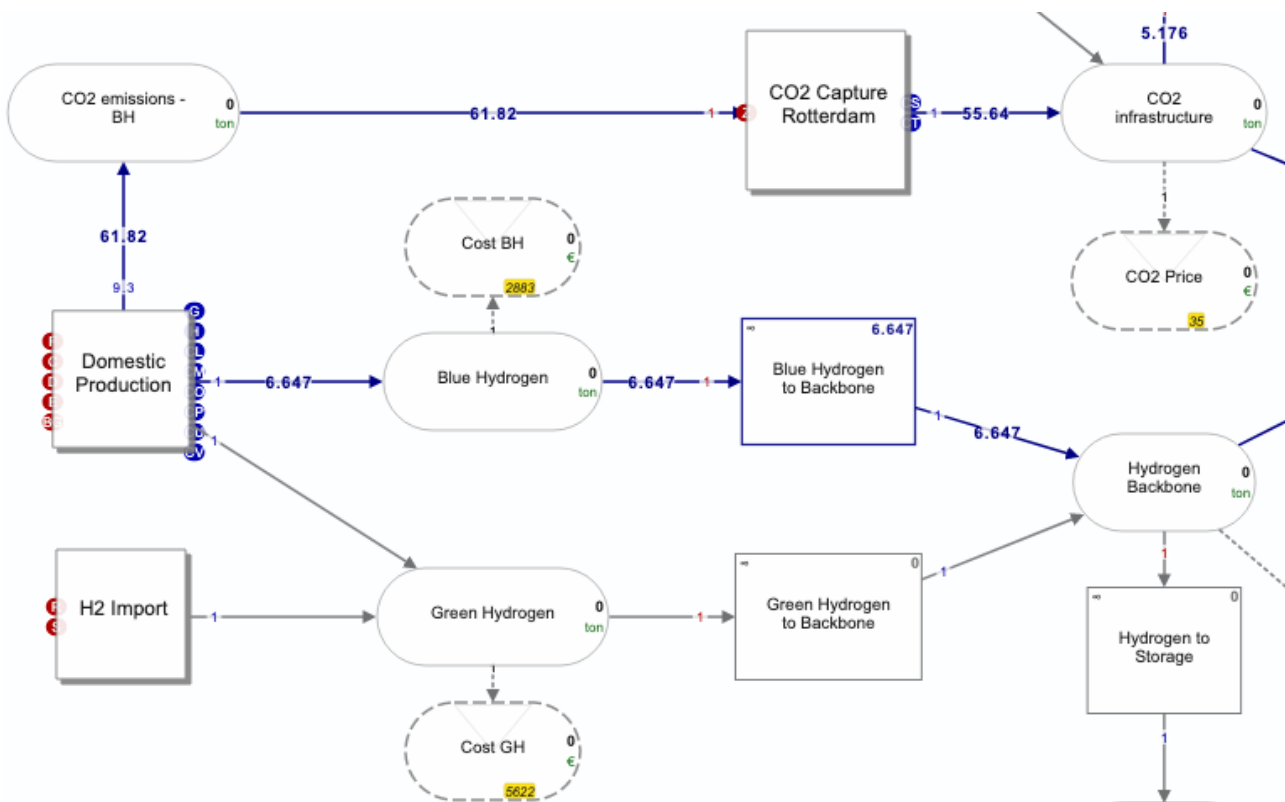 5.176
CO2 emissions -
BH
0
ton
61.82
1
Z
CO2 Capture
Rotterdam
S
T
1
55.64
CO2
infrastructure
0
ton
61.82
9.3
Cost BH
0
€
2883
1
1
CO2 Price
0
€
35
Domestic
Production
G
L
O
P
V
1
6.647
Blue Hydrogen
0
ton
6.647
1
∞
6.647
Blue Hydrogen
to Backbone
1
6.647
1
Hydrogen
Backbone
0
ton
H2 Import
S
1
Green Hydrogen
0
ton
1
∞
0
Green Hydrogen
to Backbone
1
1
∞
0
Hydrogen to
Storage
Cost GH
0
€
5622
1